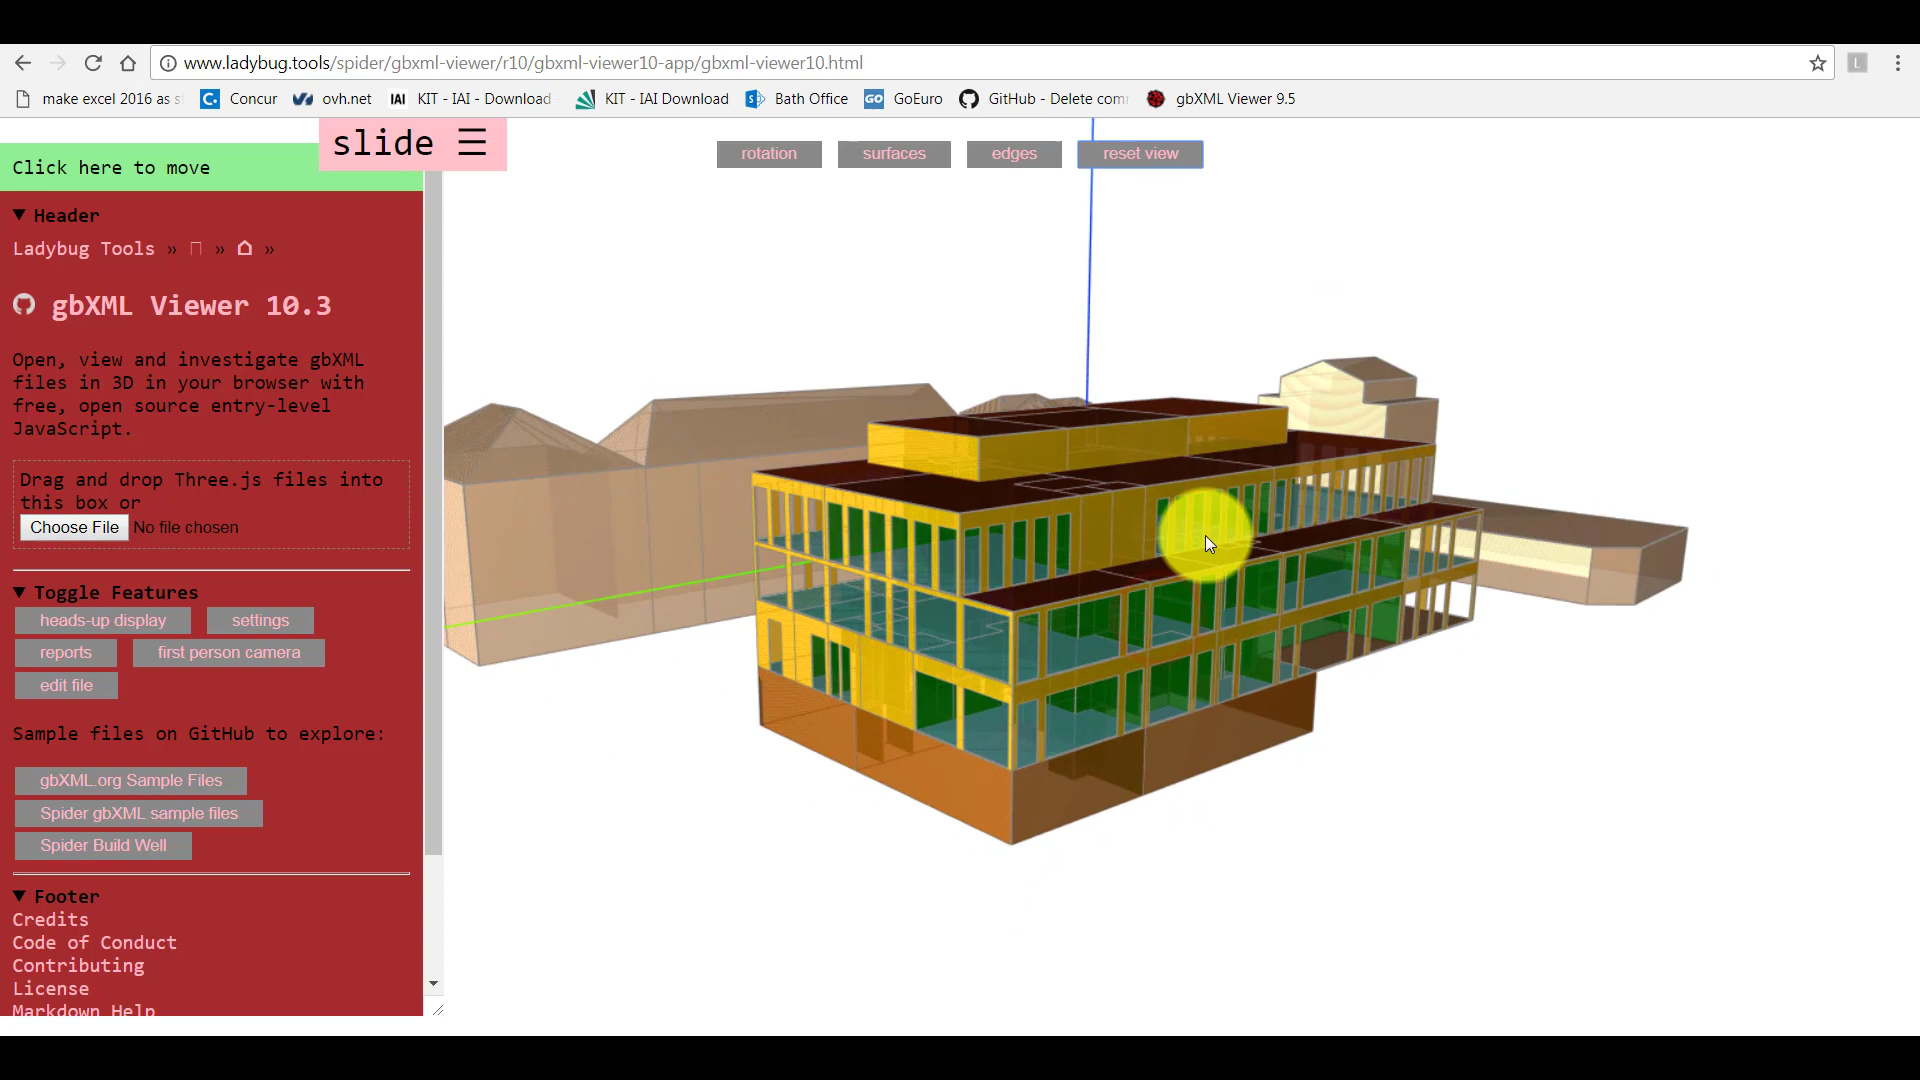 www.ladybug.tools/spider/gbxml-viewer/r10/gbxml-viewer10-app/gbxml-viewer10.html
L
make excel 2016 as
Concur
ovh.net
IAI
KIT - IAI - Download
KIT - IAI Download
Bath Office
GO
GoEuro
GitHub - Delete com
gbXML Viewer 9.5
slide ☰
rotation
surfaces
edges
reset view
Click here to move
▼ Header
Ladybug Tools » » »
gbXML Viewer 10.3
Open, view and investigate gbXML
files in 3D in your browser with
free, open source entry-level
JavaScript.
Drag and drop Three.js files into
this box or
Choose File No file chosen
▼ Toggle Features
heads-up display
settings
reports
first person camera
edit file
Sample files on GitHub to explore:
gbXML.org Sample Files
Spider gbXML sample files
Spider Build Well
▼ Footer
Credits
Code of Conduct
Contributing
License
Markdown Help